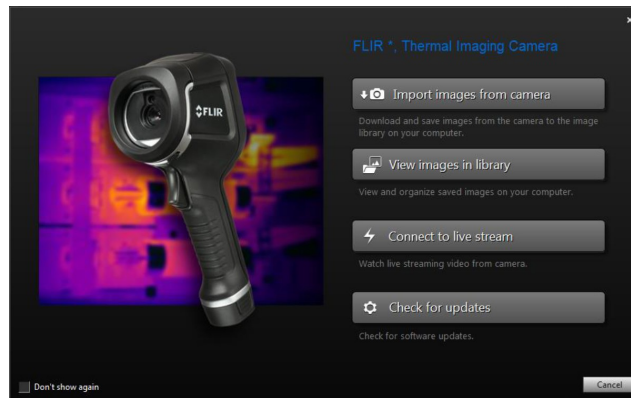 FLIR *, Thermal Imaging Camera
FLIR
Import images from camera
Download and save images from the camera to the image
library on your computer.
View images in library
View and organize saved images on your computer.
Connect to live stream
Watch live streaming video from camera.
Check for updates
Check for software updates.
Don't show again
Cancel